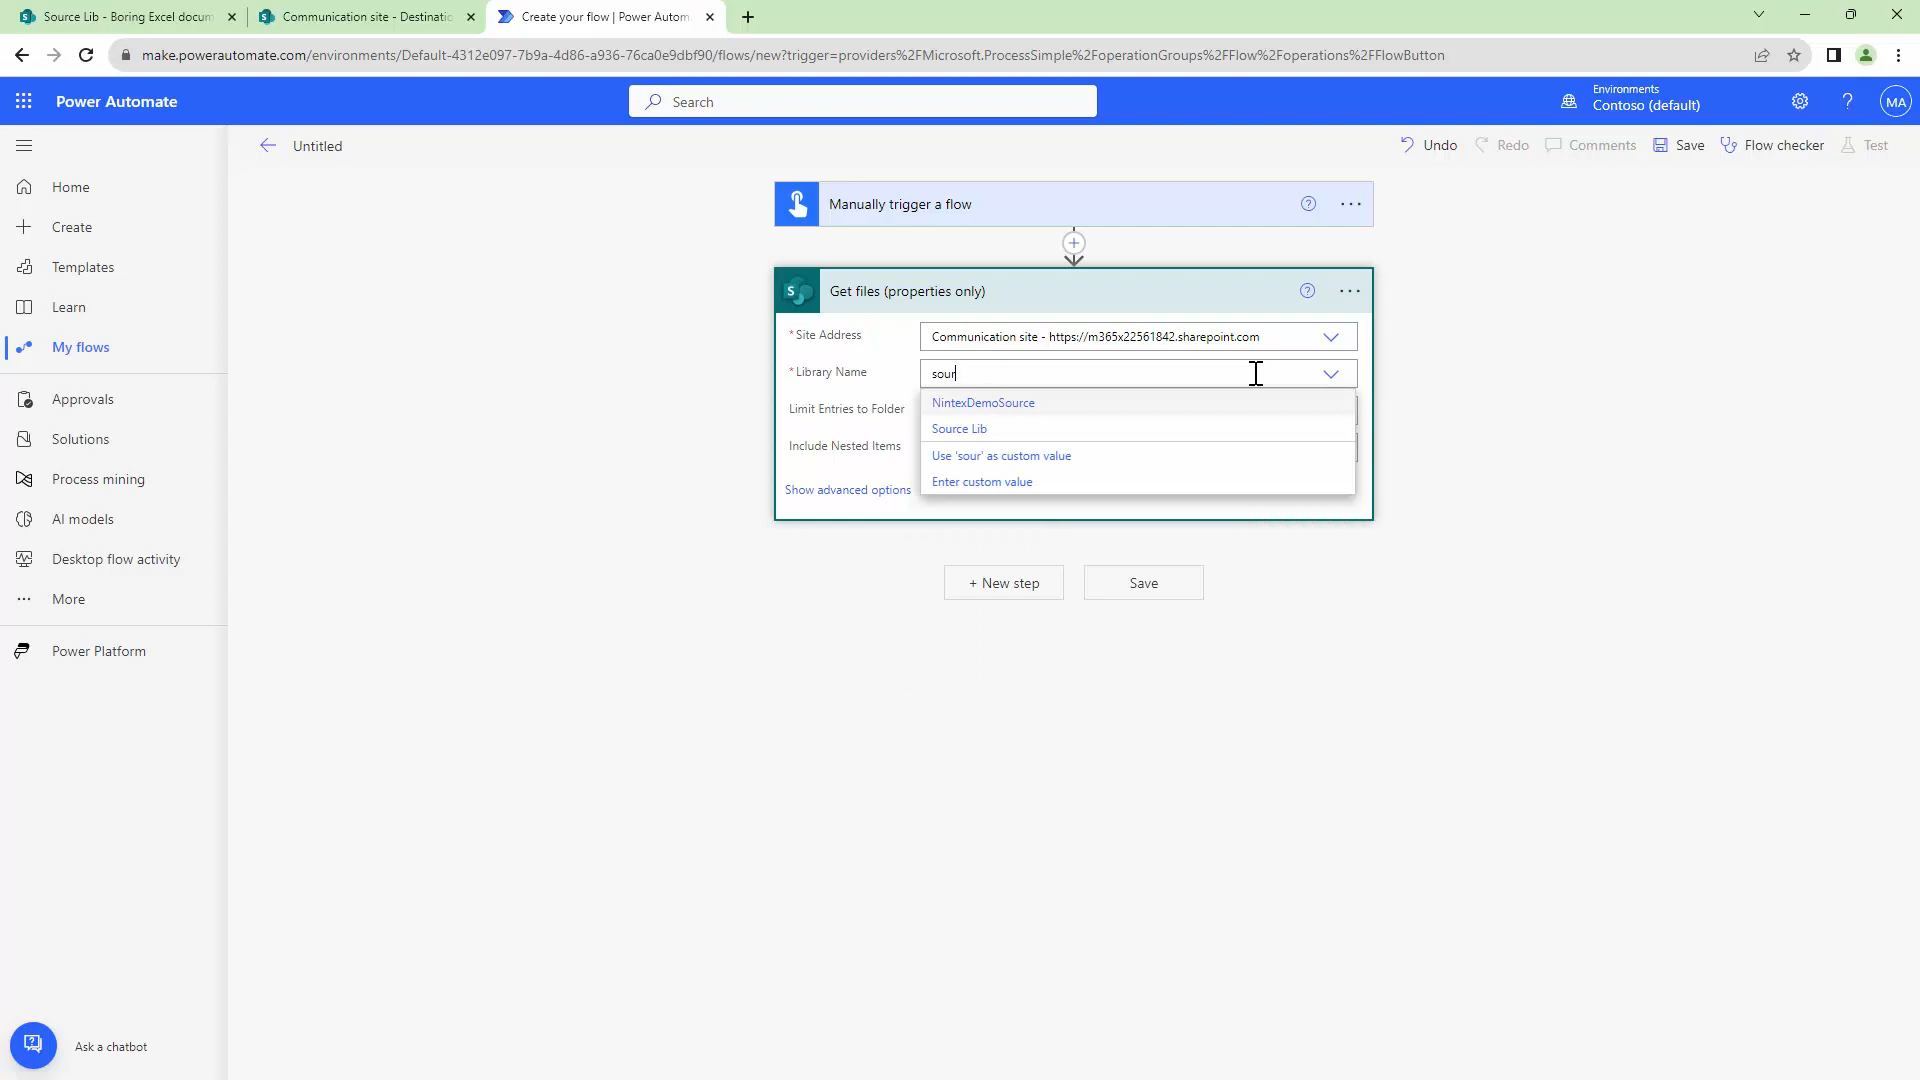 Source Lib - Boring Excel docum
Communication site - Destinatio
Create your flow | Power Autom
make.powerautomate.com/environments/Default-4312e097-7b9a-4d86-a936-76ca0e9dbf90/flows/new?trigger=providers%2FMicrosoft.ProcessSimple%2FoperationGroups%2FFlow%2Foperations%2FFlowButton
Power Automate
Search
Environments
Contoso (default)
MA
Untitled
Undo
Redo
Comments
Save
Flow checker
Test
Home
Create
Templates
Learn
My flows
Approvals
Solutions
Process mining
AI models
Desktop flow activity
More
Power Platform
Ask a chatbot
Manually trigger a flow
S
Get files (properties only)
* Site Address
Communication site - https://m365x22561842.sharepoint.com
* Library Name
sour
NintexDemoSource
Limit Entries to Folder
Source Lib
Include Nested Items
Use 'sour' as custom value
Enter custom value
Show advanced options
+ New step
Save